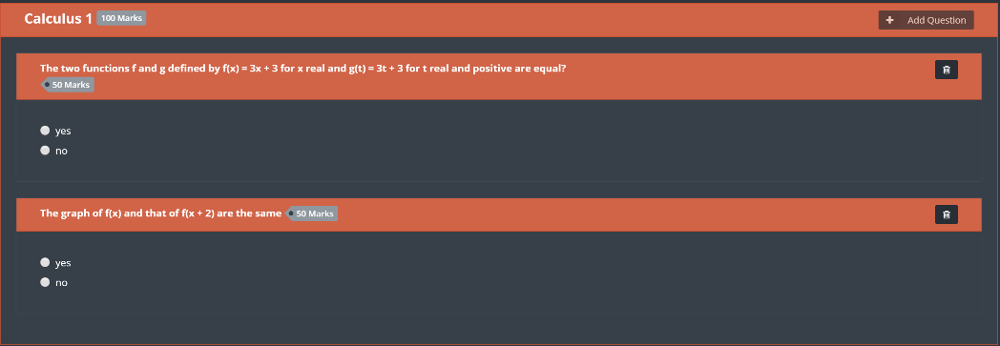 Calculus 1 100 Marks
+ Add Question
The two functions f and g defined by f(x) = 3x + 3 for x real and g(t) = 3t + 3 for t real and positive are equal?
50 Marks
yes
no
The graph of f(x) and that of f(x + 2) are the same 50 Marks
yes
no